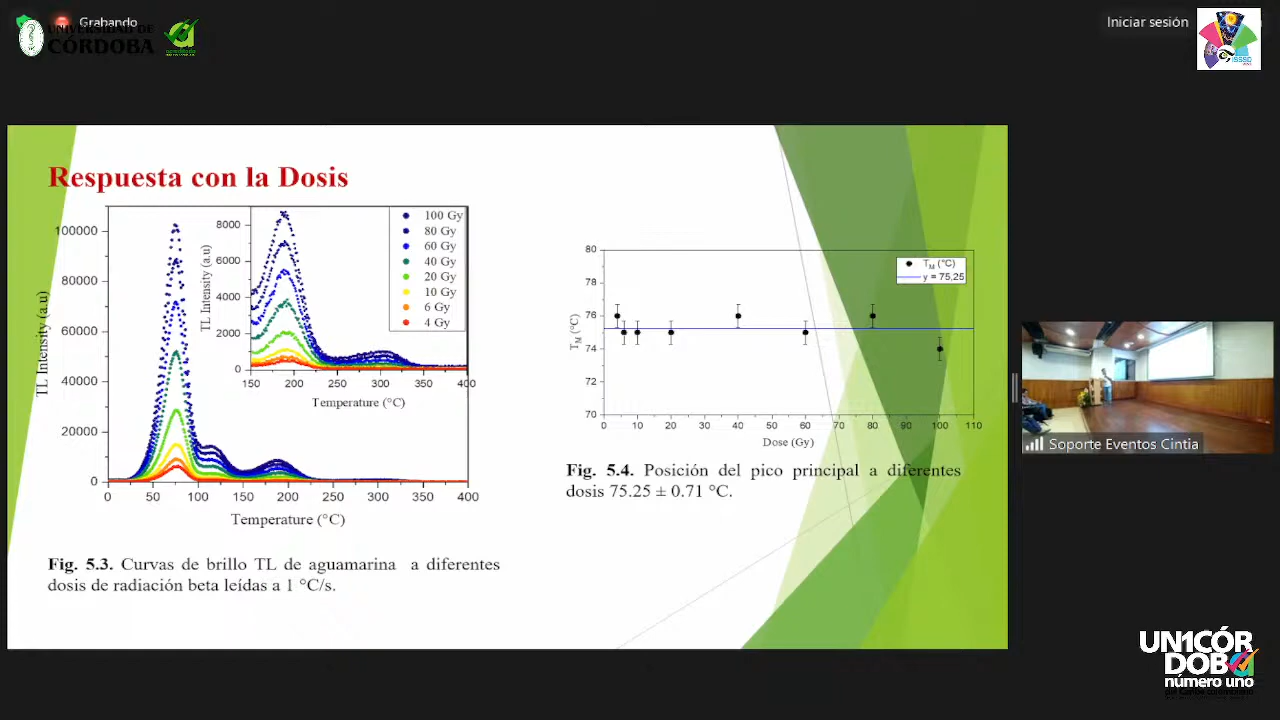 Grabando
UNIVERSIDAD DE
CÓRDOBA
Iniciar sesión
Respuesta con la Dosis
TL Intensity (a.u)
100000
80000
60000
40000
20000
0
0 50 100 150 200 250 300 350 400
Temperature (°C)
TL Intensity (a.u)
8000
6000
4000
2000
0
150 200 250 300 350 400
Temperature (°C)
100 Gy
80 Gy
60 Gy
40 Gy
20 Gy
10 Gy
6 Gy
4 Gy
Fig. 5.3. Curvas de brillo TL de aguamarina a diferentes
dosis de radiación beta leídas a 1 °C/s.
T_M (°C)
80
78
76
74
72
70
0 10 20 30 40 50 60 70 80 90 100 110
Dose (Gy)
T_M (°C)
y = 75,25
Fig. 5.4. Posición del pico principal a diferentes
dosis 75.25 ± 0.71 °C.
Soporte Eventos Cintia
UN1CÓR
DOBA
número uno
del Caribe colombiano